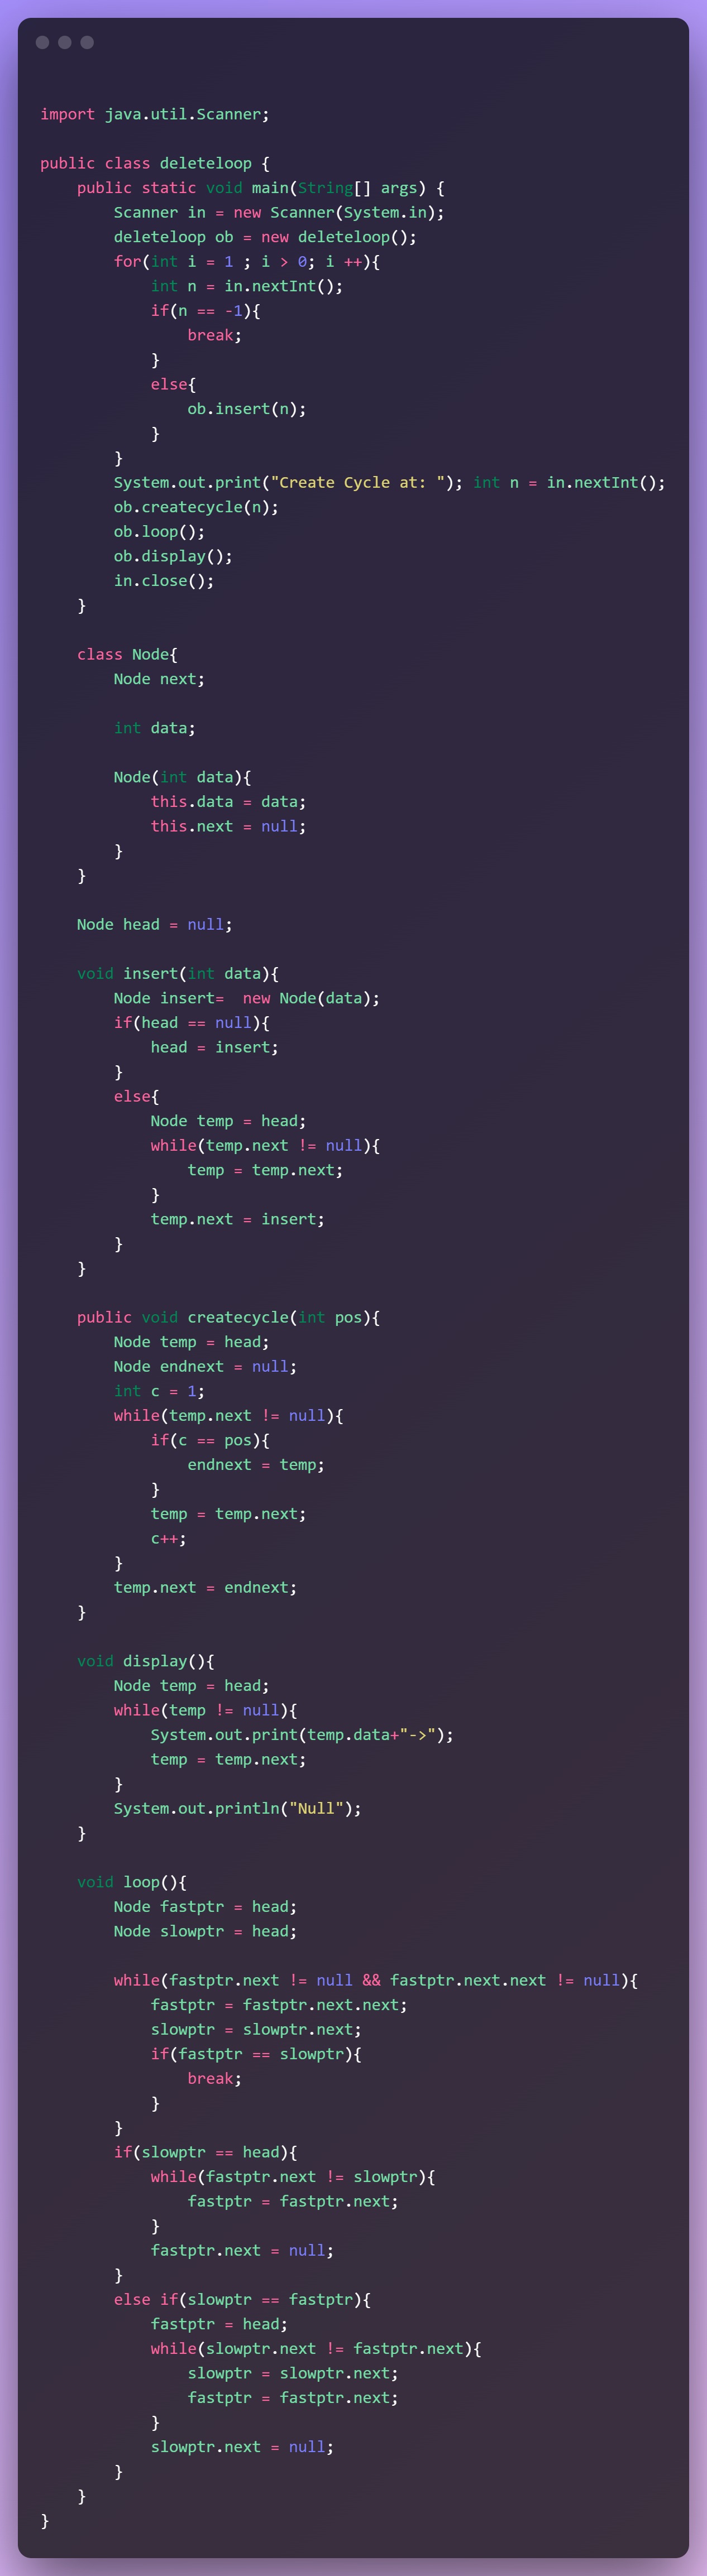 import java.util.Scanner;

public class deleteloop {
    public static void main(String[] args) {
        Scanner in = new Scanner(System.in);
        deleteloop ob = new deleteloop();
        for(int i = 1 ; i > 0; i ++){
            int n = in.nextInt();
            if(n == -1){
                break;
            }
            else{
                ob.insert(n);
            }
        }
        System.out.print("Create Cycle at: "); int n = in.nextInt();
        ob.createcycle(n);
        ob.loop();
        ob.display();
        in.close();
    }

    class Node{
        Node next;

        int data;

        Node(int data){
            this.data = data;
            this.next = null;
        }
    }

    Node head = null;

    void insert(int data){
        Node insert=  new Node(data);
        if(head == null){
            head = insert;
        }
        else{
            Node temp = head;
            while(temp.next != null){
                temp = temp.next;
            }
            temp.next = insert;
        }
    }

    public void createcycle(int pos){
        Node temp = head;
        Node endnext = null;
        int c = 1;
        while(temp.next != null){
            if(c == pos){
                endnext = temp;
            }
            temp = temp.next;
            c++;
        }
        temp.next = endnext;
    }

    void display(){
        Node temp = head;
        while(temp != null){
            System.out.print(temp.data+"->");
            temp = temp.next;
        }
        System.out.println("Null");
    }

    void loop(){
        Node fastptr = head;
        Node slowptr = head;

        while(fastptr.next != null && fastptr.next.next != null){
            fastptr = fastptr.next.next;
            slowptr = slowptr.next;
            if(fastptr == slowptr){
                break;
            }
        }
        if(slowptr == head){
            while(fastptr.next != slowptr){
                fastptr = fastptr.next;
            }
            fastptr.next = null;
        }
        else if(slowptr == fastptr){
            fastptr = head;
            while(slowptr.next != fastptr.next){
                slowptr = slowptr.next;
                fastptr = fastptr.next;
            }
            slowptr.next = null;
        }
    }
}